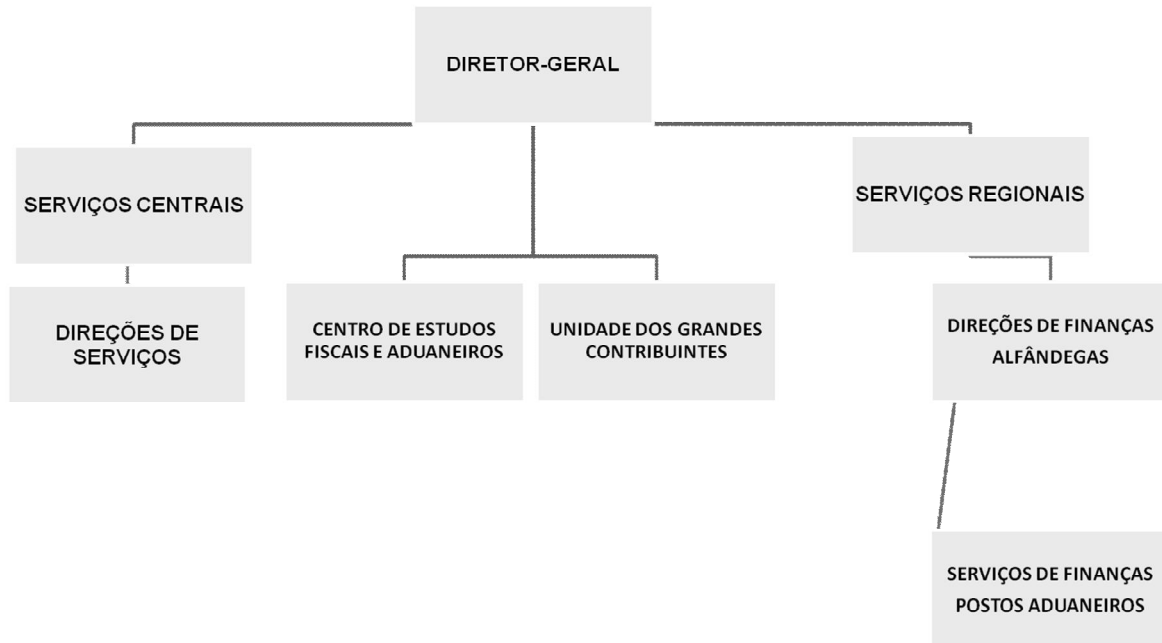 DIRETOR-GERAL
SERVIÇOS CENTRAIS
SERVIÇOS REGIONAIS
DIREÇÕES DE
SERVIÇOS
CENTRO DE ESTUDOS
FISCAIS E ADUANEIROS
UNIDADE DOS GRANDES
CONTRIBUINTES
DIREÇÕES DE FINANÇAS
ALFÂNDEGAS
SERVIÇOS DE FINANÇAS
POSTOS ADUANEIROS